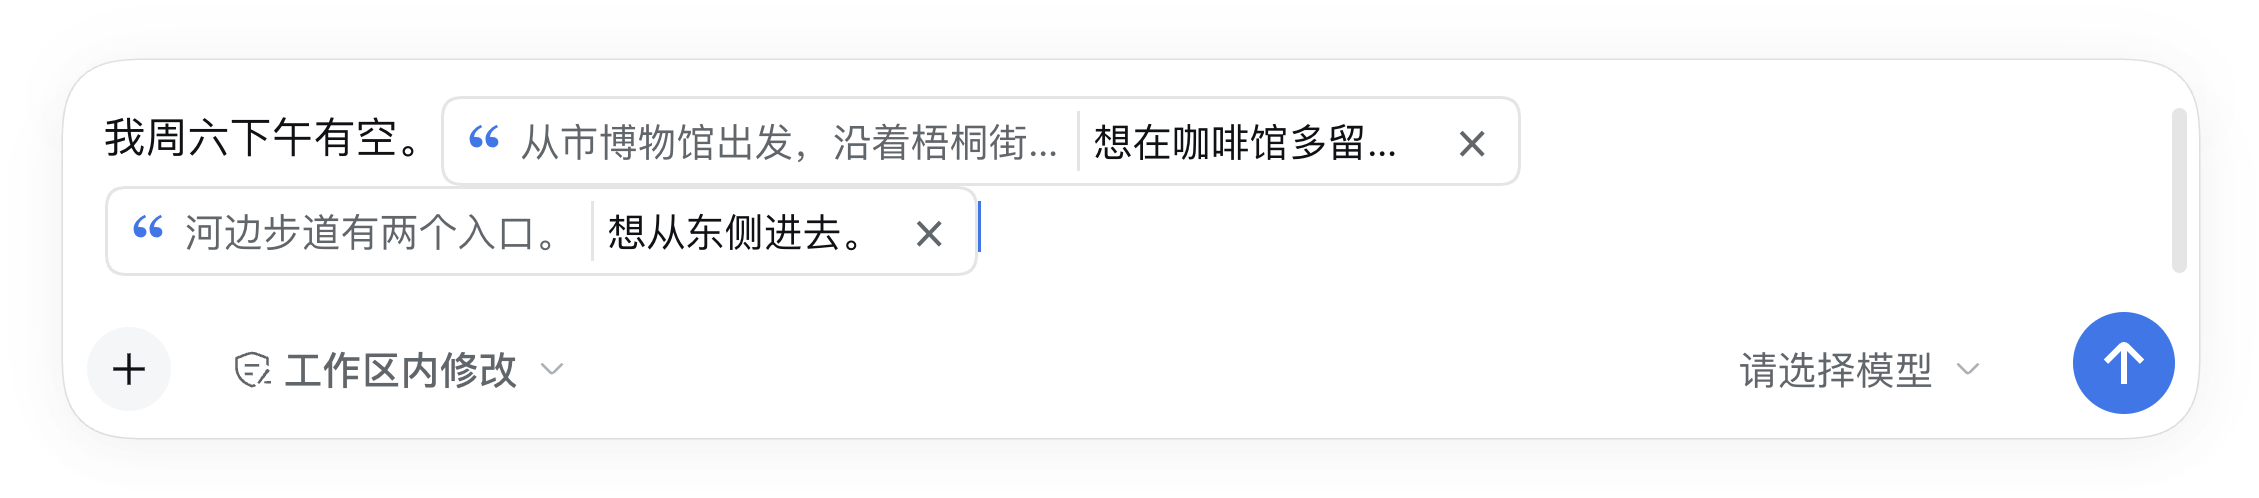 我周六下午有空。 “ 从市博物馆出发，沿着梧桐街... 想在咖啡馆多留... ×
“ 河边步道有两个入口。 想从东侧进去。 ×
+ 工作区内修改 请选择模型